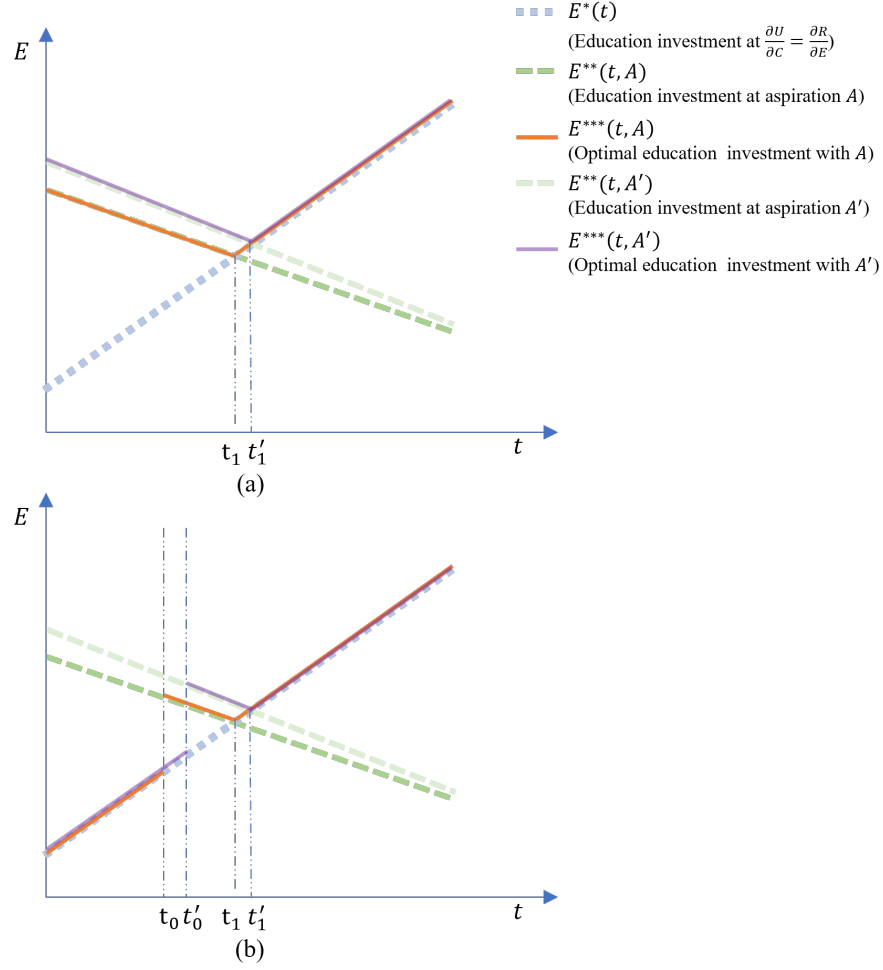 E
E*(t)
(Education investment at ∂U/∂C = ∂R/∂E)
E**(t, A)
(Education investment at aspiration A)
E***(t, A)
(Optimal education investment with A)
E**(t, A′)
(Education investment at aspiration A′)
E***(t, A′)
(Optimal education investment with A′)
t₁ t₁′ t
(a)
E
t₀ t₀′ t₁ t₁′ t
(b)